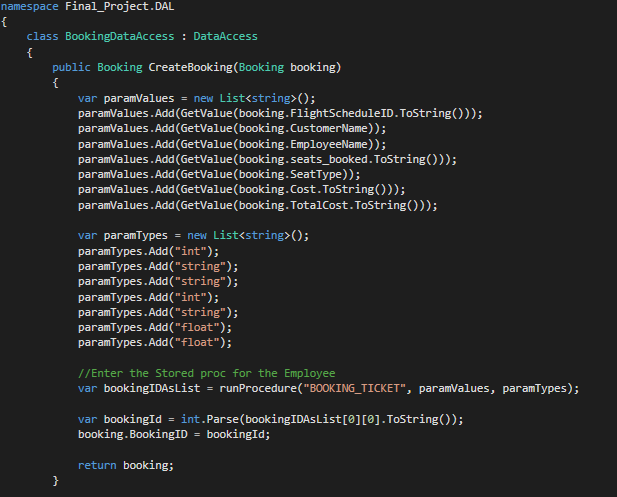 namespace Final_Project.DAL
{
    class BookingDataAccess : DataAccess
    {
        public Booking CreateBooking(Booking booking)
        {
            var paramValues = new List<string>();
            paramValues.Add(GetValue(booking.FlightScheduleID.ToString()));
            paramValues.Add(GetValue(booking.CustomerName));
            paramValues.Add(GetValue(booking.EmployeeName));
            paramValues.Add(GetValue(booking.seats_booked.ToString()));
            paramValues.Add(GetValue(booking.SeatType));
            paramValues.Add(GetValue(booking.Cost.ToString()));
            paramValues.Add(GetValue(booking.TotalCost.ToString()));

            var paramTypes = new List<string>();
            paramTypes.Add("int");
            paramTypes.Add("string");
            paramTypes.Add("string");
            paramTypes.Add("int");
            paramTypes.Add("string");
            paramTypes.Add("float");
            paramTypes.Add("float");

            //Enter the Stored proc for the Employee
            var bookingIDAsList = runProcedure("BOOKING_TICKET", paramValues, paramTypes);

            var bookingId = int.Parse(bookingIDAsList[0][0].ToString());
            booking.BookingID = bookingId;

            return booking;
        }